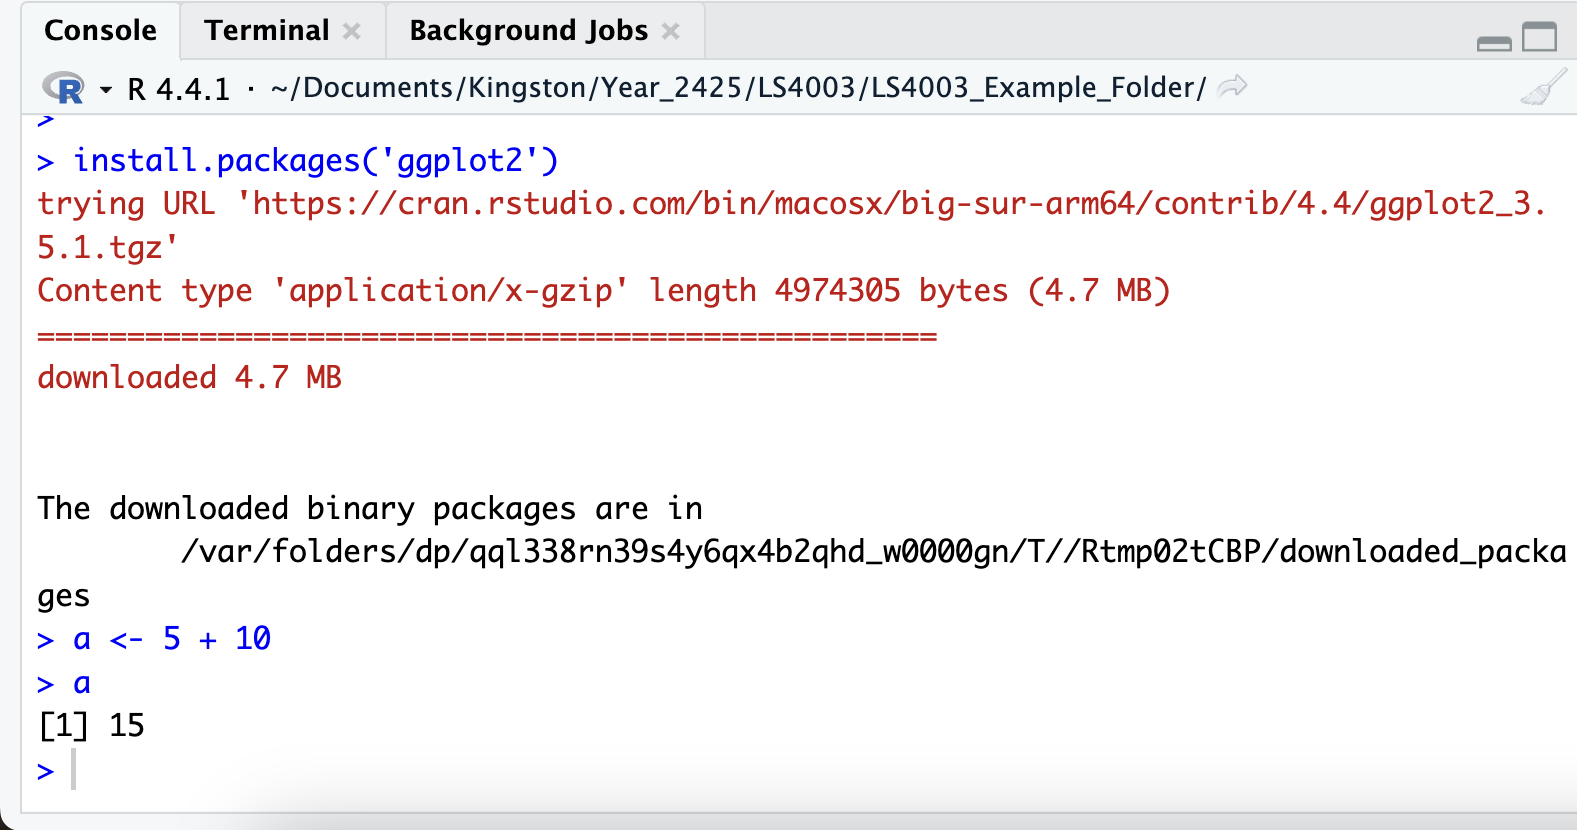 Console Terminal × Background Jobs ×
R R 4.4.1 · ~/Documents/Kingston/Year_2425/LS4003/LS4003_Example_Folder/
>
> install.packages('ggplot2')
trying URL 'https://cran.rstudio.com/bin/macosx/big-sur-arm64/contrib/4.4/ggplot2_3.
5.1.tgz'
Content type 'application/x-gzip' length 4974305 bytes (4.7 MB)
==================================================
downloaded 4.7 MB
The downloaded binary packages are in
/var/folders/dp/qql338rn39s4y6qx4b2qhd_w0000gn/T//Rtmp02tCBP/downloaded_packa
ges
> a <- 5 + 10
> a
[1] 15
>